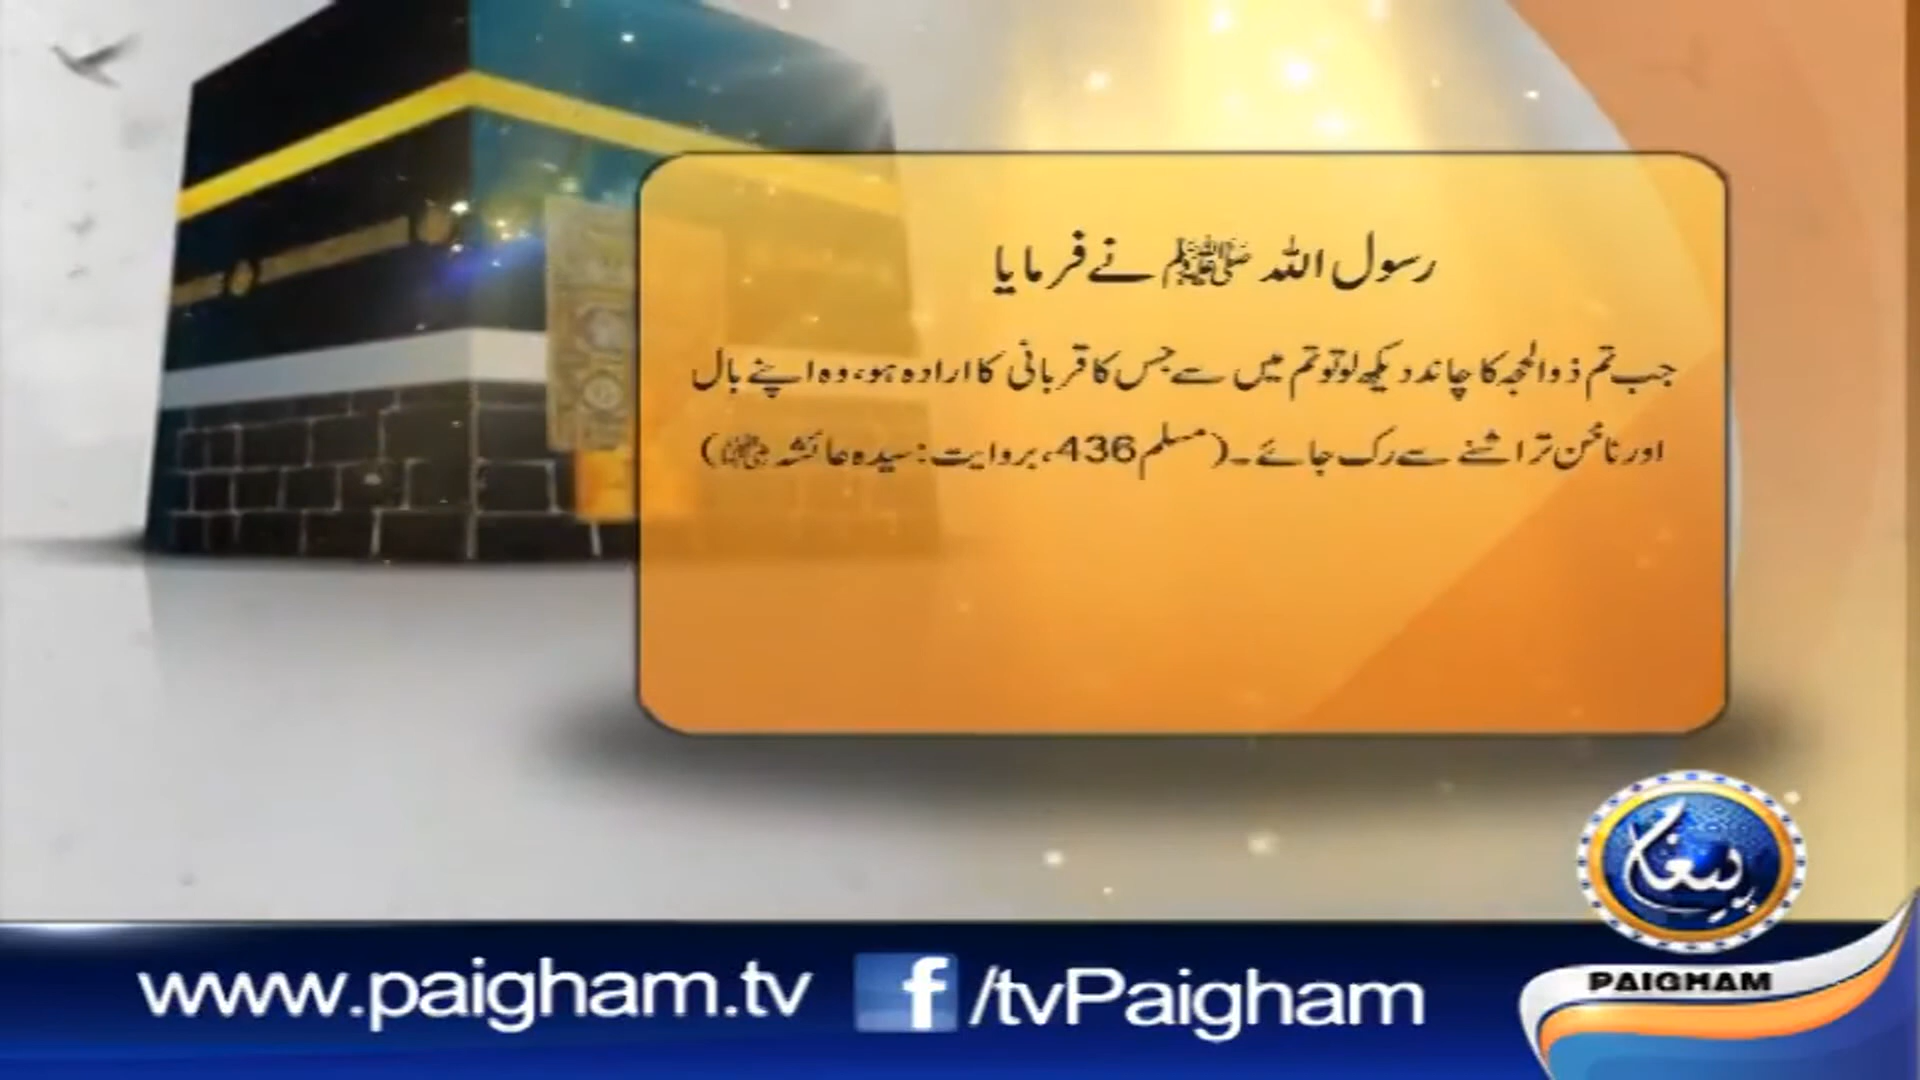 رسول اللہ ﷺ نے فرمایا
جب تم ذوالحجہ کا چاند دیکھ لو تو تم میں سے جس کا قربانی کا ارادہ ہو، وہ اپنے بال
اور ناخن تراشنے سے رک جائے۔ (مسلم 436، بروایت: سیدہ عائشہ)
پیغام
PAIGHAM
www.paigham.tv f/tvPaigham